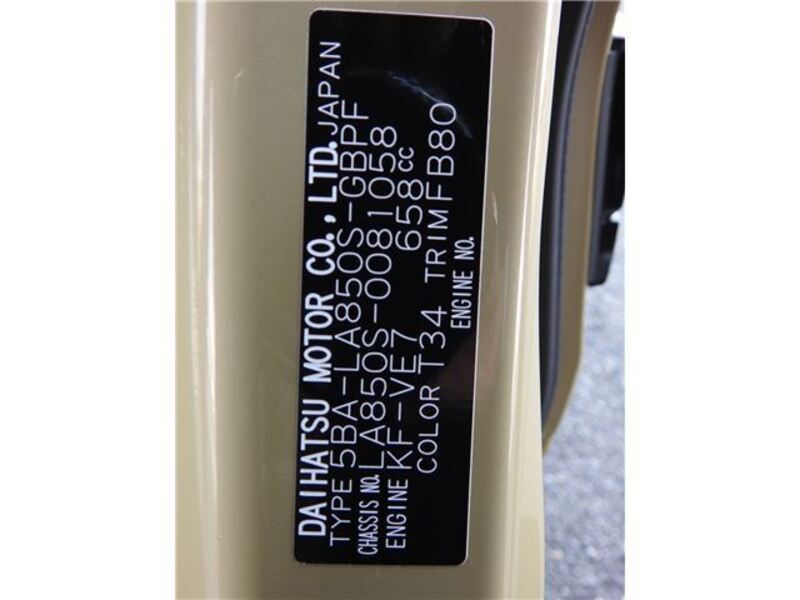 DAIHATSU MOTOR CO., LTD. JAPAN
TYPE 5BA-LA850S-GBPF
CHASSIS NO. LA850S-0081058
ENGINE KF-VE7 658cc
COLOR T34 TRIM FB80
ENGINE NO.